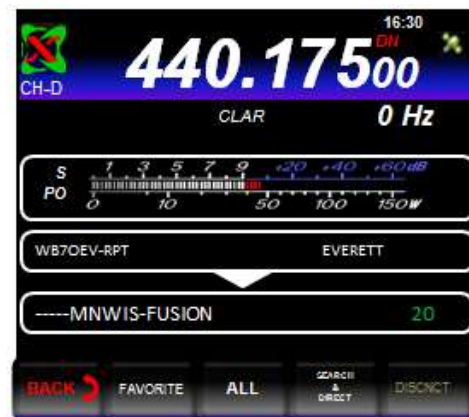 16:30
440.17500
DN
CH-D
CLAR 0 Hz
S 1 3 5 7 9 +20 +40 +60dB
PO 0 10 50 100 150W
WB7OEV-RPT EVERETT
-----MNWIS-FUSION 20
BACK FAVORITE ALL SEARCH & DIRECT DISCNCT